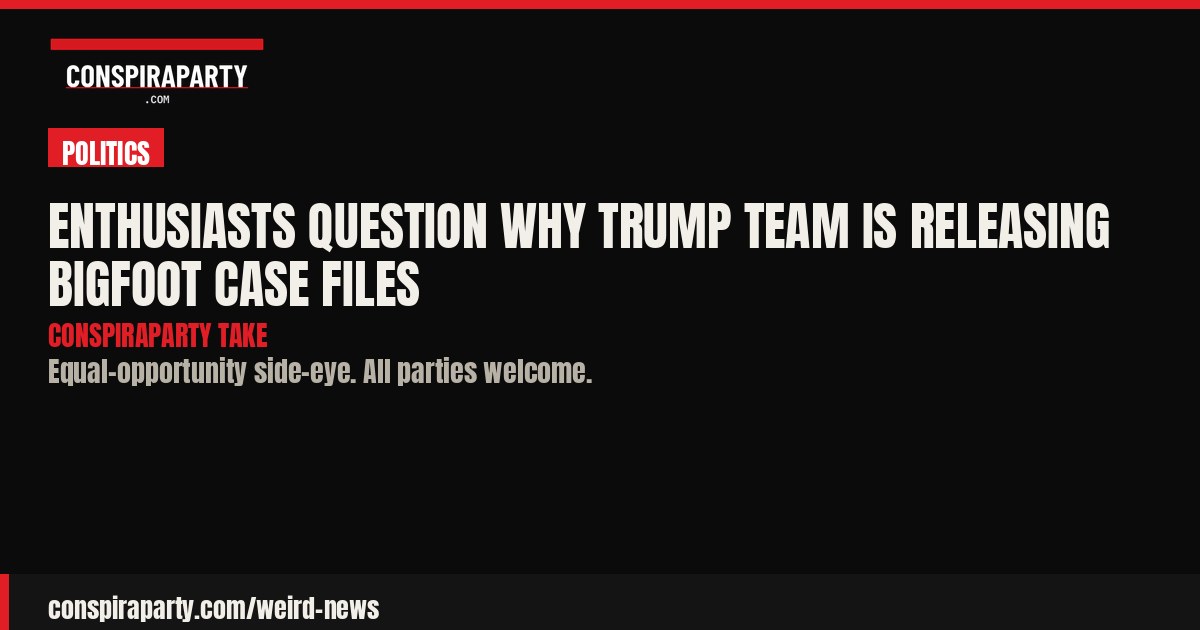 CONSPIRAPARTY
.COM
POLITICS
ENTHUSIASTS QUESTION WHY TRUMP TEAM IS RELEASING
BIGFOOT CASE FILES
CONSPIRAPARTY TAKE
Equal-opportunity side-eye. All parties welcome.
conspiraparty.com/weird-news